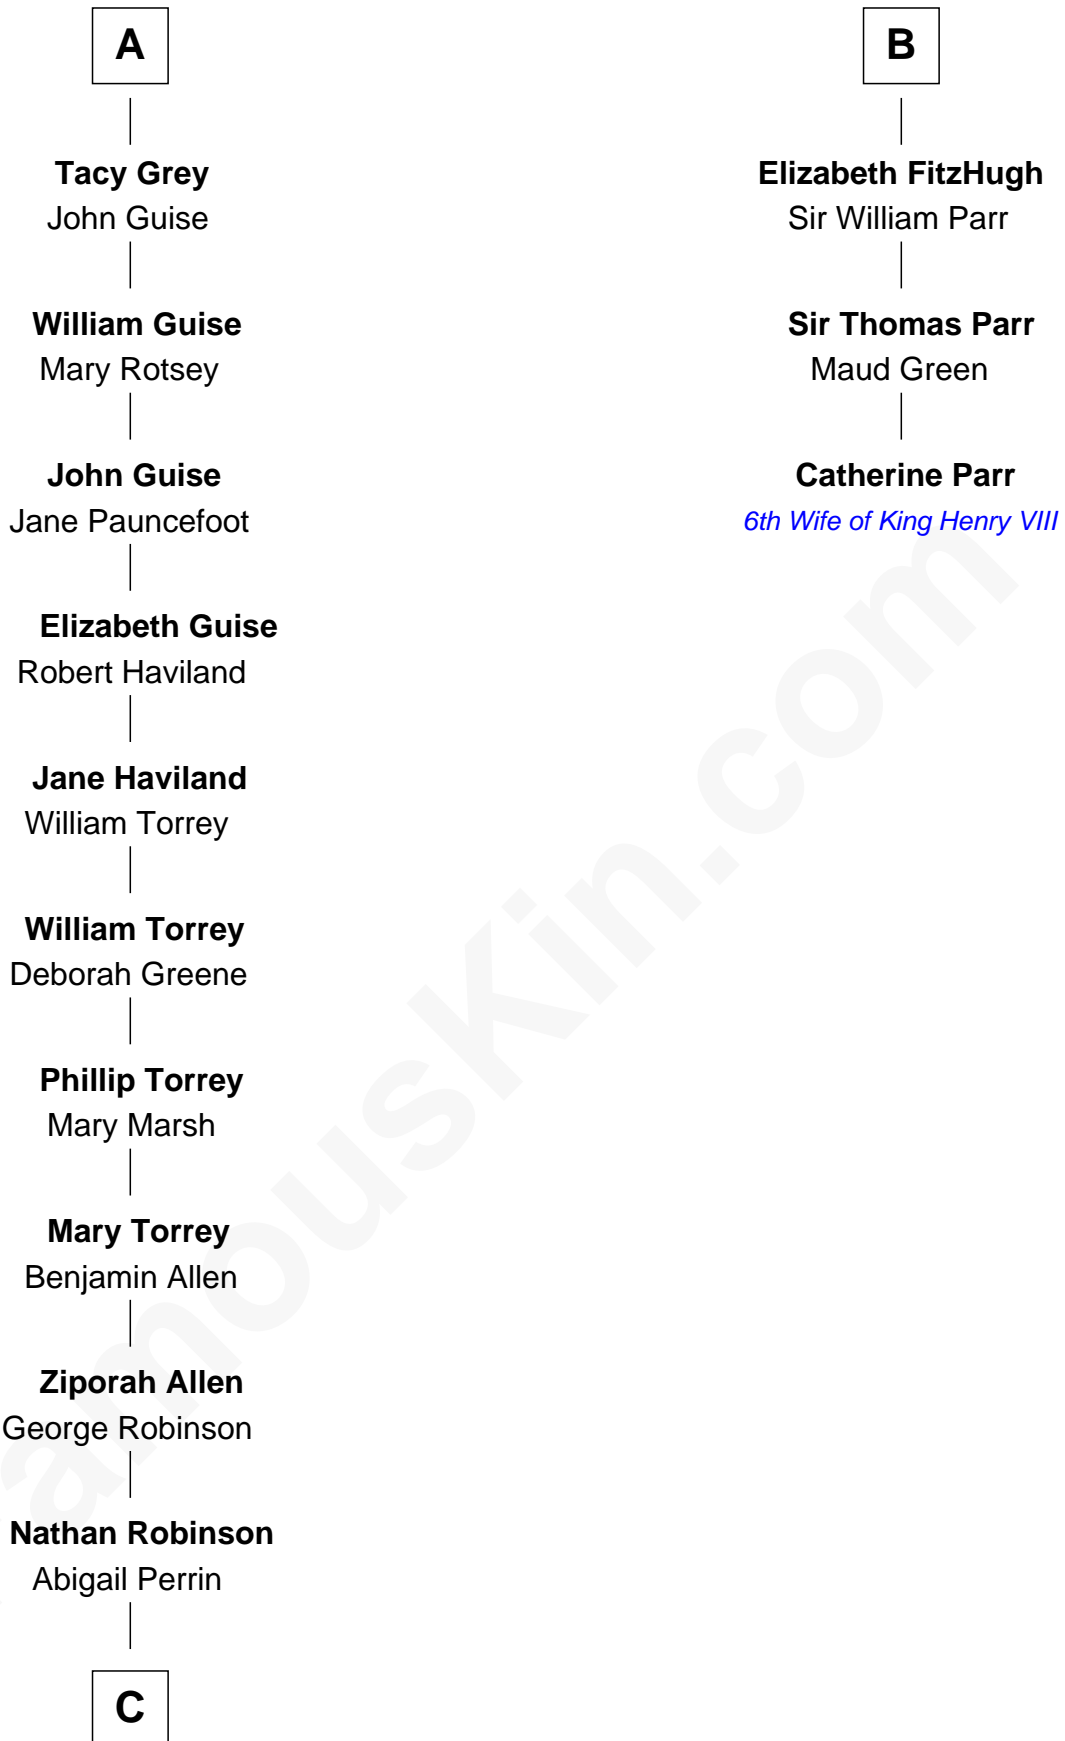 A
Tacy Grey
John Guise
William Guise
Mary Rotsey
John Guise
Jane Pauncefoot
Elizabeth Guise
Robert Haviland
Jane Haviland
William Torrey
William Torrey
Deborah Greene
Phillip Torrey
Mary Marsh
Mary Torrey
Benjamin Allen
Ziporah Allen
George Robinson
Nathan Robinson
Abigail Perrin
C
B
Elizabeth FitzHugh
Sir William Parr
Sir Thomas Parr
Maud Green
Catherine Parr
6th Wife of King Henry VIII
amousKin.com